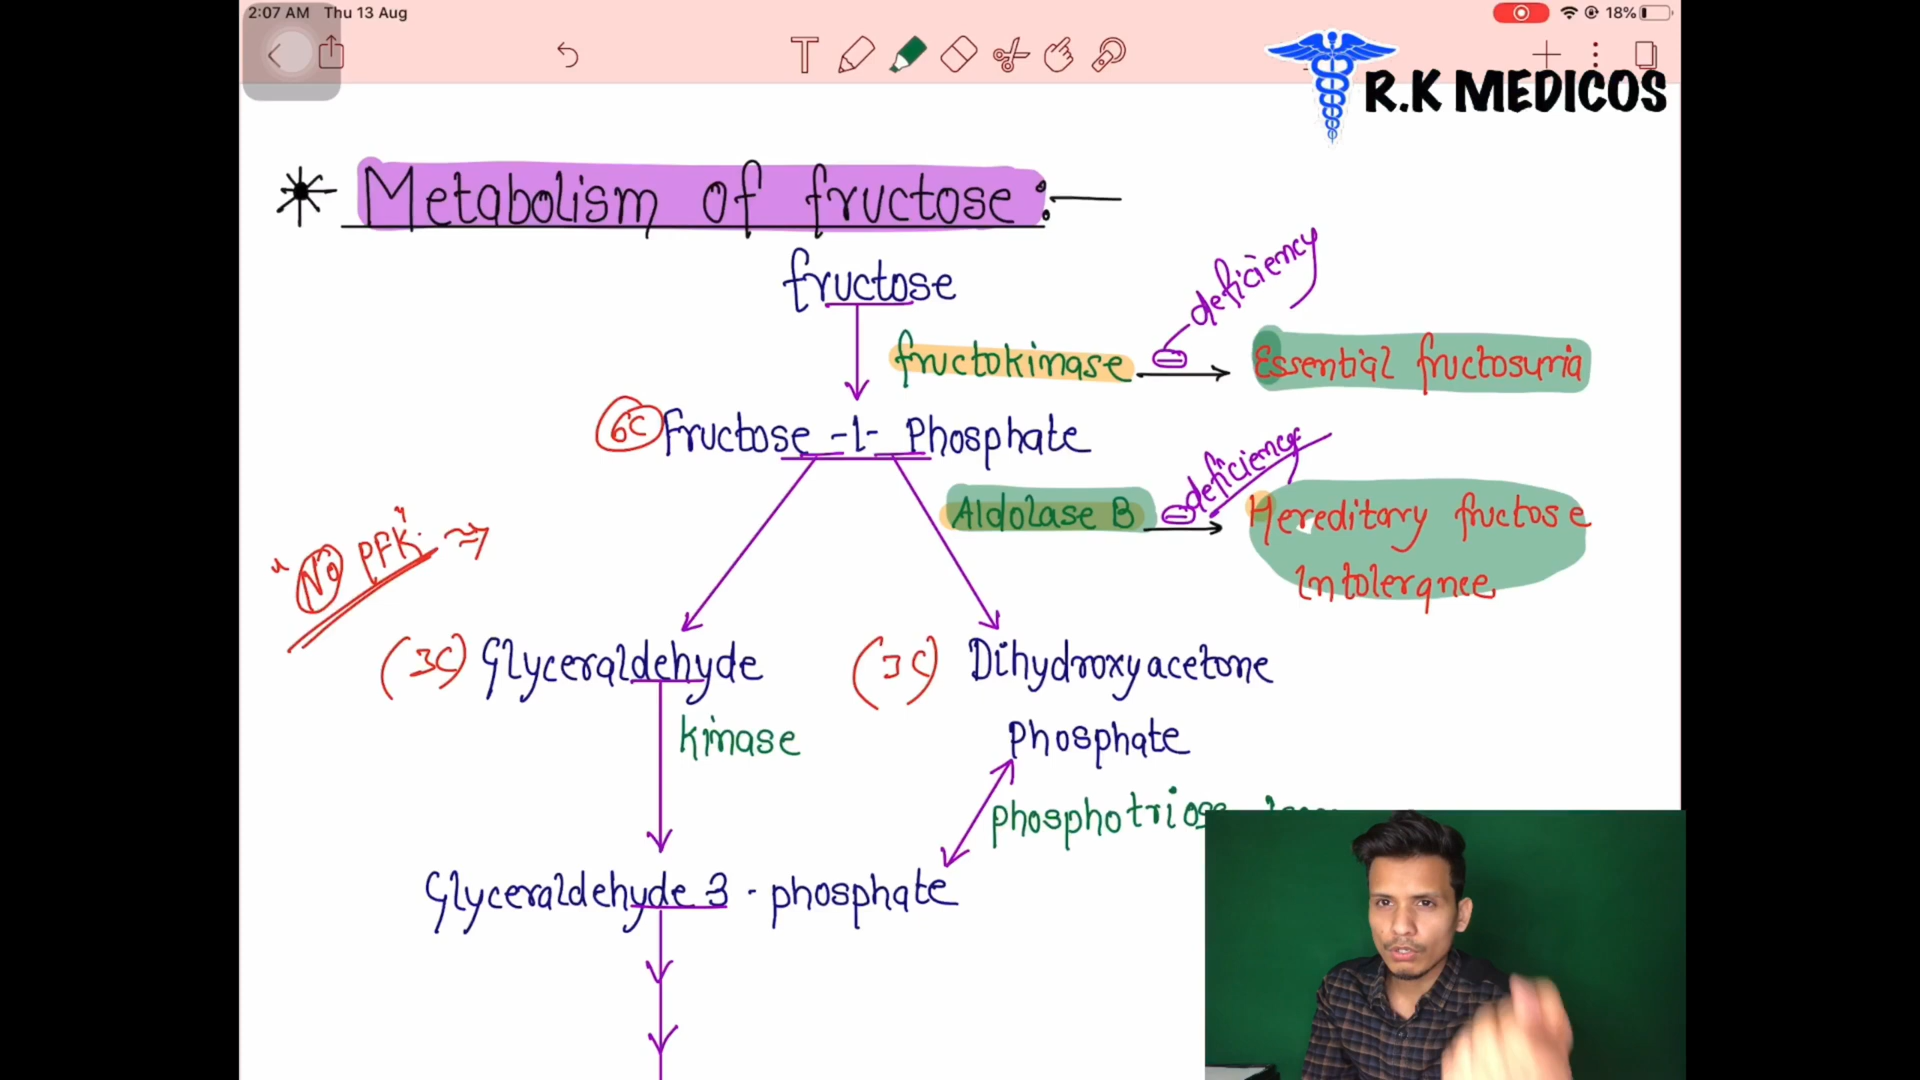 2:07 AM Thu 13 Aug
18%
T
R.K MEDICOS
Metabolism of fructose :-
fructose
deficiency
fructokinase
Essential fructosuria
6C
Fructose -1- Phosphate
deficiency
Aldolase B
Hereditary fructose
Intolerance
"No PFK"
(3C) Glyceraldehyde
(3C) Dihydroxyacetone
Phosphate
kinase
phosphotriose
Glyceraldehyde 3 - phosphate